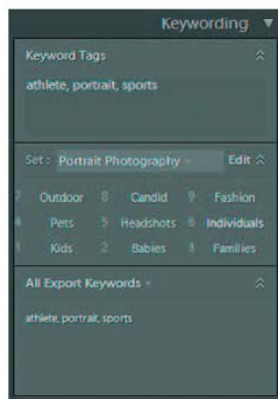 Keywording
Keyword Tags
athlete, portrait, sports
Set : Portrait Photography Edit
7 Outdoor 8 Candid 9 Fashion
4 Pets 5 Headshots 6 Individuals
1 Kids 2 Babies 3 Families
All Export Keywords
athlete, portrait, sports